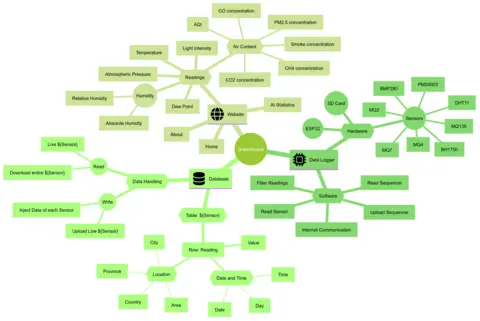 CO concentration
PM2.5 concentration
AQI
Light Intensity
Air Content
Smoke concentration
Temperature
CH4 concentration
CO2 concentration
Atmospheric Pressure
Readings
Relative Humidity
Humidity
Dew Point
Absolute Humidity
Website
AI Statistics
About
Home
SD Card
ESP32
Hardware
BMP280
PMS5003
MQ2
Sensors
DHT11
MQ135
MQ7
MQ4
BH1750
Data Logger
Filter Readings
Read Sequencer
Software
Read Sensor
Upload Sequencer
Internet Communication
Live ${Sensor}
Read
Download entire ${Sensor}
Data Handling
Database
Write
Inject Data of each Sensor
Upload Live ${Sensor}
Table: ${Sensor}
City
Value
Row: Reading
Province
Location
Date and Time
Time
Country
Area
Date
Day